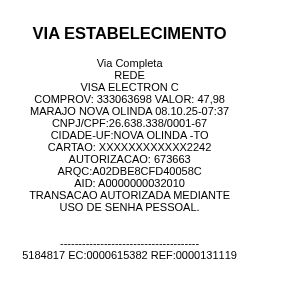 VIA ESTABELECIMENTO
Via Completa
REDE
VISA ELECTRON C
COMPROV: 333063698 VALOR: 47,98
MARAJO NOVA OLINDA 08.10.25-07:37
CNPJ/CPF:26.638.338/0001-67
CIDADE-UF:NOVA OLINDA -TO
CARTAO: XXXXXXXXXXXX2242
AUTORIZACAO: 673663
ARQC:A02DBE8CFD40058C
AID: A0000000032010
TRANSACAO AUTORIZADA MEDIANTE
USO DE SENHA PESSOAL.
--------------------------------------
5184817 EC:0000615382 REF:0000131119